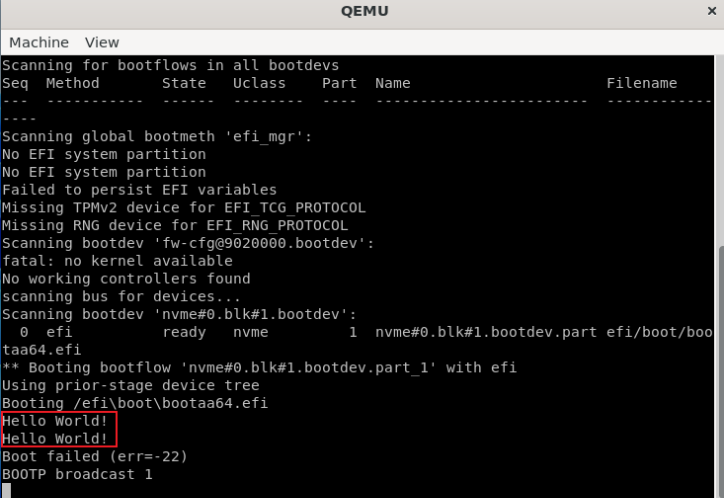 QEMU ×
Machine View
Scanning for bootflows in all bootdevs
Seq  Method       State   Uclass    Part  Name                      Filename
---  -----------  ------  --------  ----  ------------------------  ------------
----
Scanning global bootmeth 'efi_mgr':
No EFI system partition
No EFI system partition
Failed to persist EFI variables
Missing TPMv2 device for EFI_TCG_PROTOCOL
Missing RNG device for EFI_RNG_PROTOCOL
Scanning bootdev 'fw-cfg@9020000.bootdev':
fatal: no kernel available
No working controllers found
scanning bus for devices...
Scanning bootdev 'nvme#0.blk#1.bootdev':
  0  efi          ready   nvme         1  nvme#0.blk#1.bootdev.part efi/boot/boo
taa64.efi
** Booting bootflow 'nvme#0.blk#1.bootdev.part_1' with efi
Using prior-stage device tree
Booting /efi\boot\bootaa64.efi
Hello World!
Hello World!
Boot failed (err=-22)
BOOTP broadcast 1